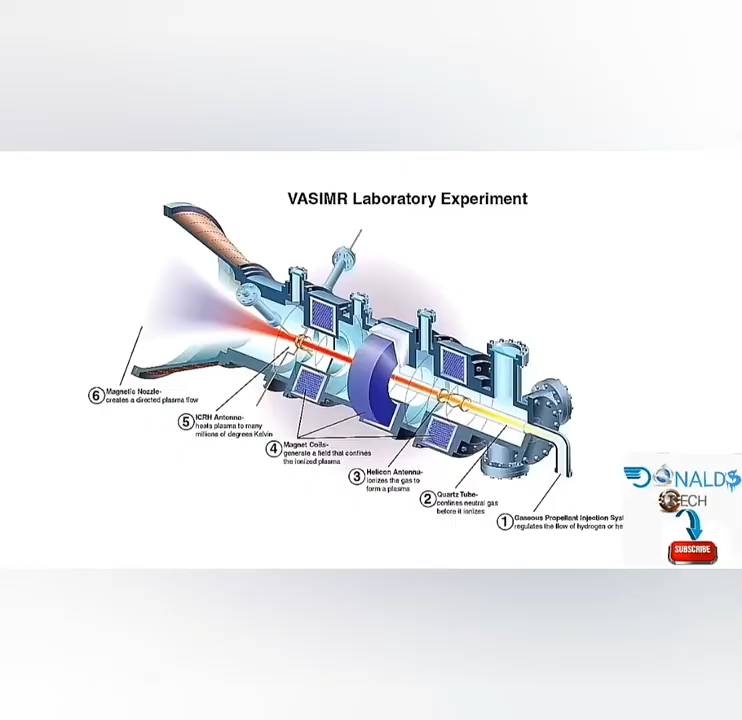 VASIMR Laboratory Experiment
6 Magnetic Nozzle-
creates a directed plasma flow
5 ICRH Antenna-
heats plasma to many
millions of degrees Kelvin
4 Magnet Coils-
generate a field that confines
the ionized plasma
3 Helicon Antenna-
ionizes the gas to
form a plasma
2 Quartz Tube-
confines neutral gas
before it ionizes
1 Gaseous Propellant Injection Syst
regulates the flow of hydrogen or he
DONALDS
TECH
SUBSCRIBE